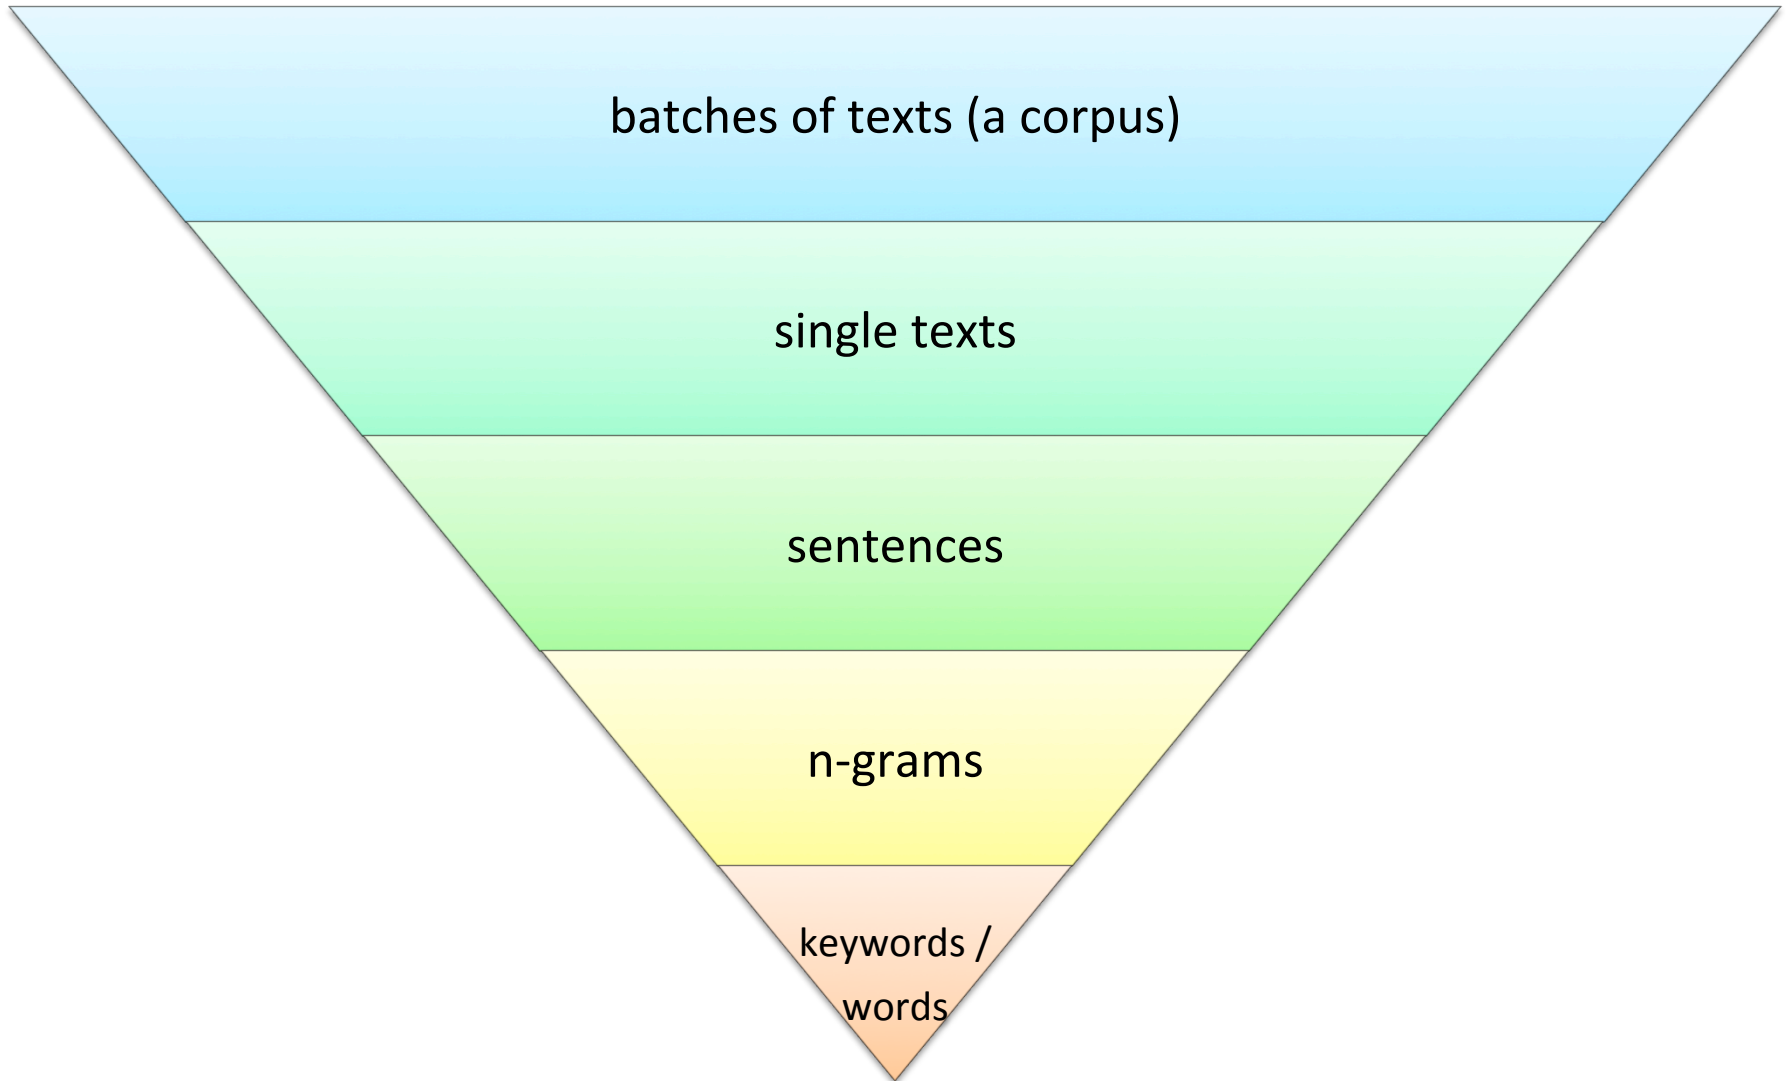 batches of texts (a corpus)
single texts
sentences
n-grams
keywords /
words